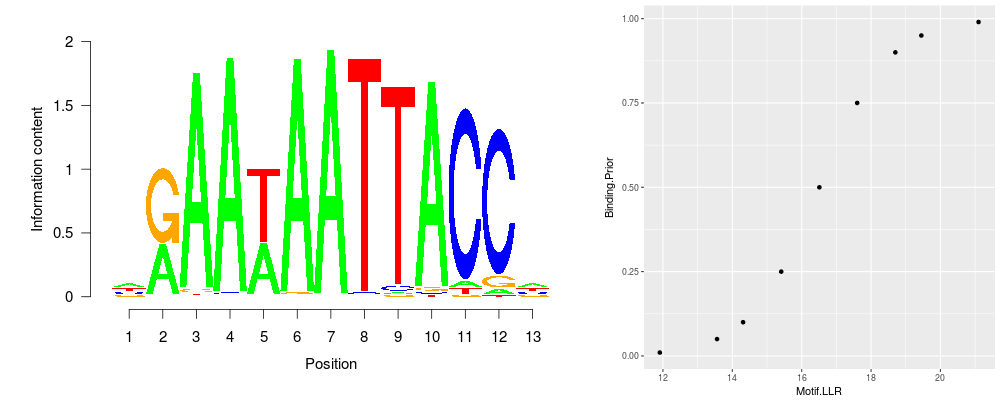 2
1.5
1
0.5
0
Information content
G
A
A
A
T
A
A
A
T
T
A
C
C
1 2 3 4 5 6 7 8 9 10 11 12 13
Position
1.00
0.75
0.50
0.25
0.00
Binding.Prior
12 14 16 18 20
Motif.LLR